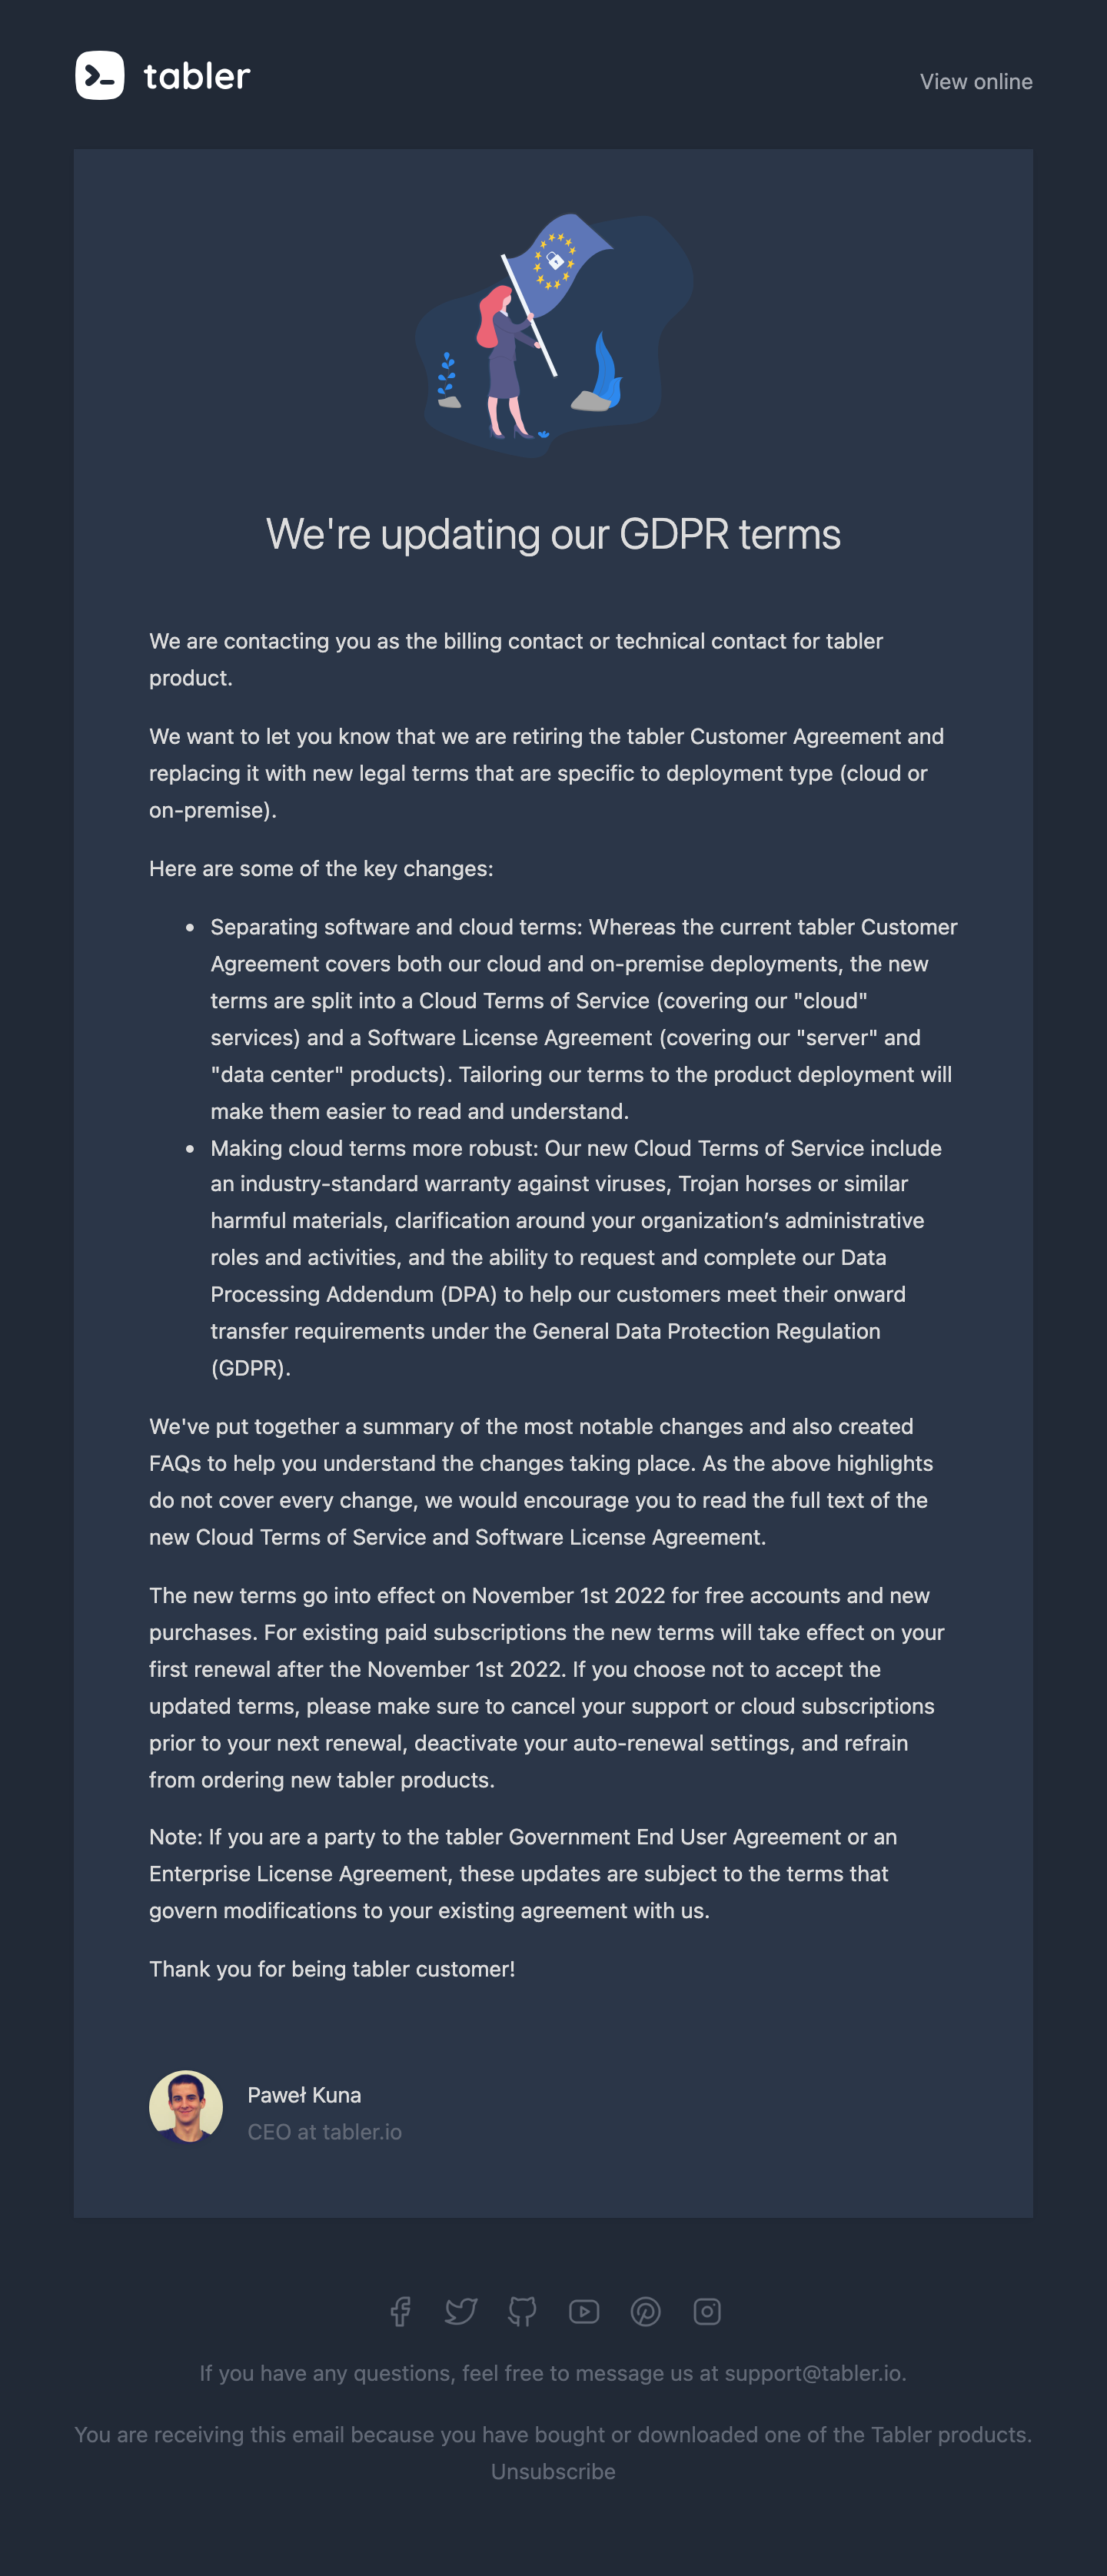 tabler
View online
We're updating our GDPR terms
We are contacting you as the billing contact or technical contact for tabler
product.
We want to let you know that we are retiring the tabler Customer Agreement and
replacing it with new legal terms that are specific to deployment type (cloud or
on-premise).
Here are some of the key changes:
• Separating software and cloud terms: Whereas the current tabler Customer
Agreement covers both our cloud and on-premise deployments, the new
terms are split into a Cloud Terms of Service (covering our "cloud"
services) and a Software License Agreement (covering our "server" and
"data center" products). Tailoring our terms to the product deployment will
make them easier to read and understand.
• Making cloud terms more robust: Our new Cloud Terms of Service include
an industry-standard warranty against viruses, Trojan horses or similar
harmful materials, clarification around your organization’s administrative
roles and activities, and the ability to request and complete our Data
Processing Addendum (DPA) to help our customers meet their onward
transfer requirements under the General Data Protection Regulation
(GDPR).
We've put together a summary of the most notable changes and also created
FAQs to help you understand the changes taking place. As the above highlights
do not cover every change, we would encourage you to read the full text of the
new Cloud Terms of Service and Software License Agreement.
The new terms go into effect on November 1st 2022 for free accounts and new
purchases. For existing paid subscriptions the new terms will take effect on your
first renewal after the November 1st 2022. If you choose not to accept the
updated terms, please make sure to cancel your support or cloud subscriptions
prior to your next renewal, deactivate your auto-renewal settings, and refrain
from ordering new tabler products.
Note: If you are a party to the tabler Government End User Agreement or an
Enterprise License Agreement, these updates are subject to the terms that
govern modifications to your existing agreement with us.
Thank you for being tabler customer!
Paweł Kuna
CEO at tabler.io
If you have any questions, feel free to message us at support@tabler.io.
You are receiving this email because you have bought or downloaded one of the Tabler products.
Unsubscribe